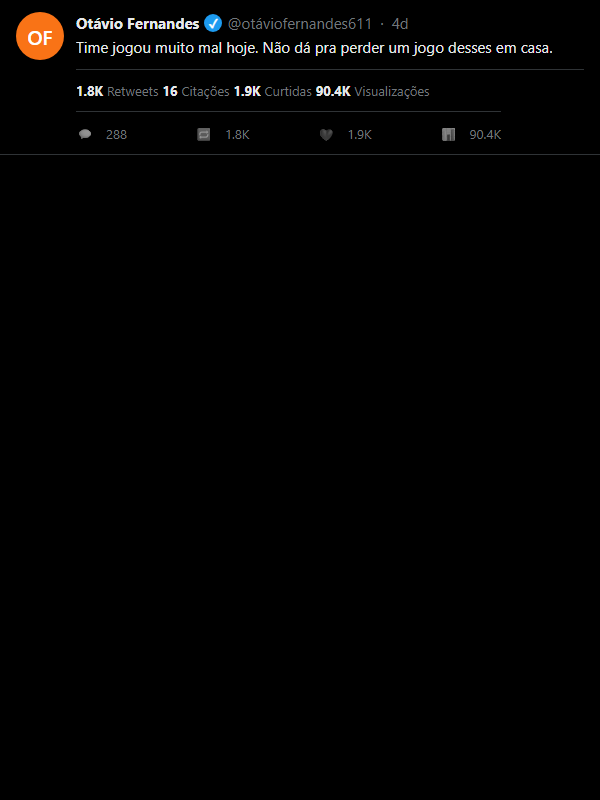 OF
Otávio Fernandes @otáviofernandes611 · 4d
Time jogou muito mal hoje. Não dá pra perder um jogo desses em casa.
1.8K Retweets 16 Citações 1.9K Curtidas 90.4K Visualizações
288 1.8K 1.9K 90.4K